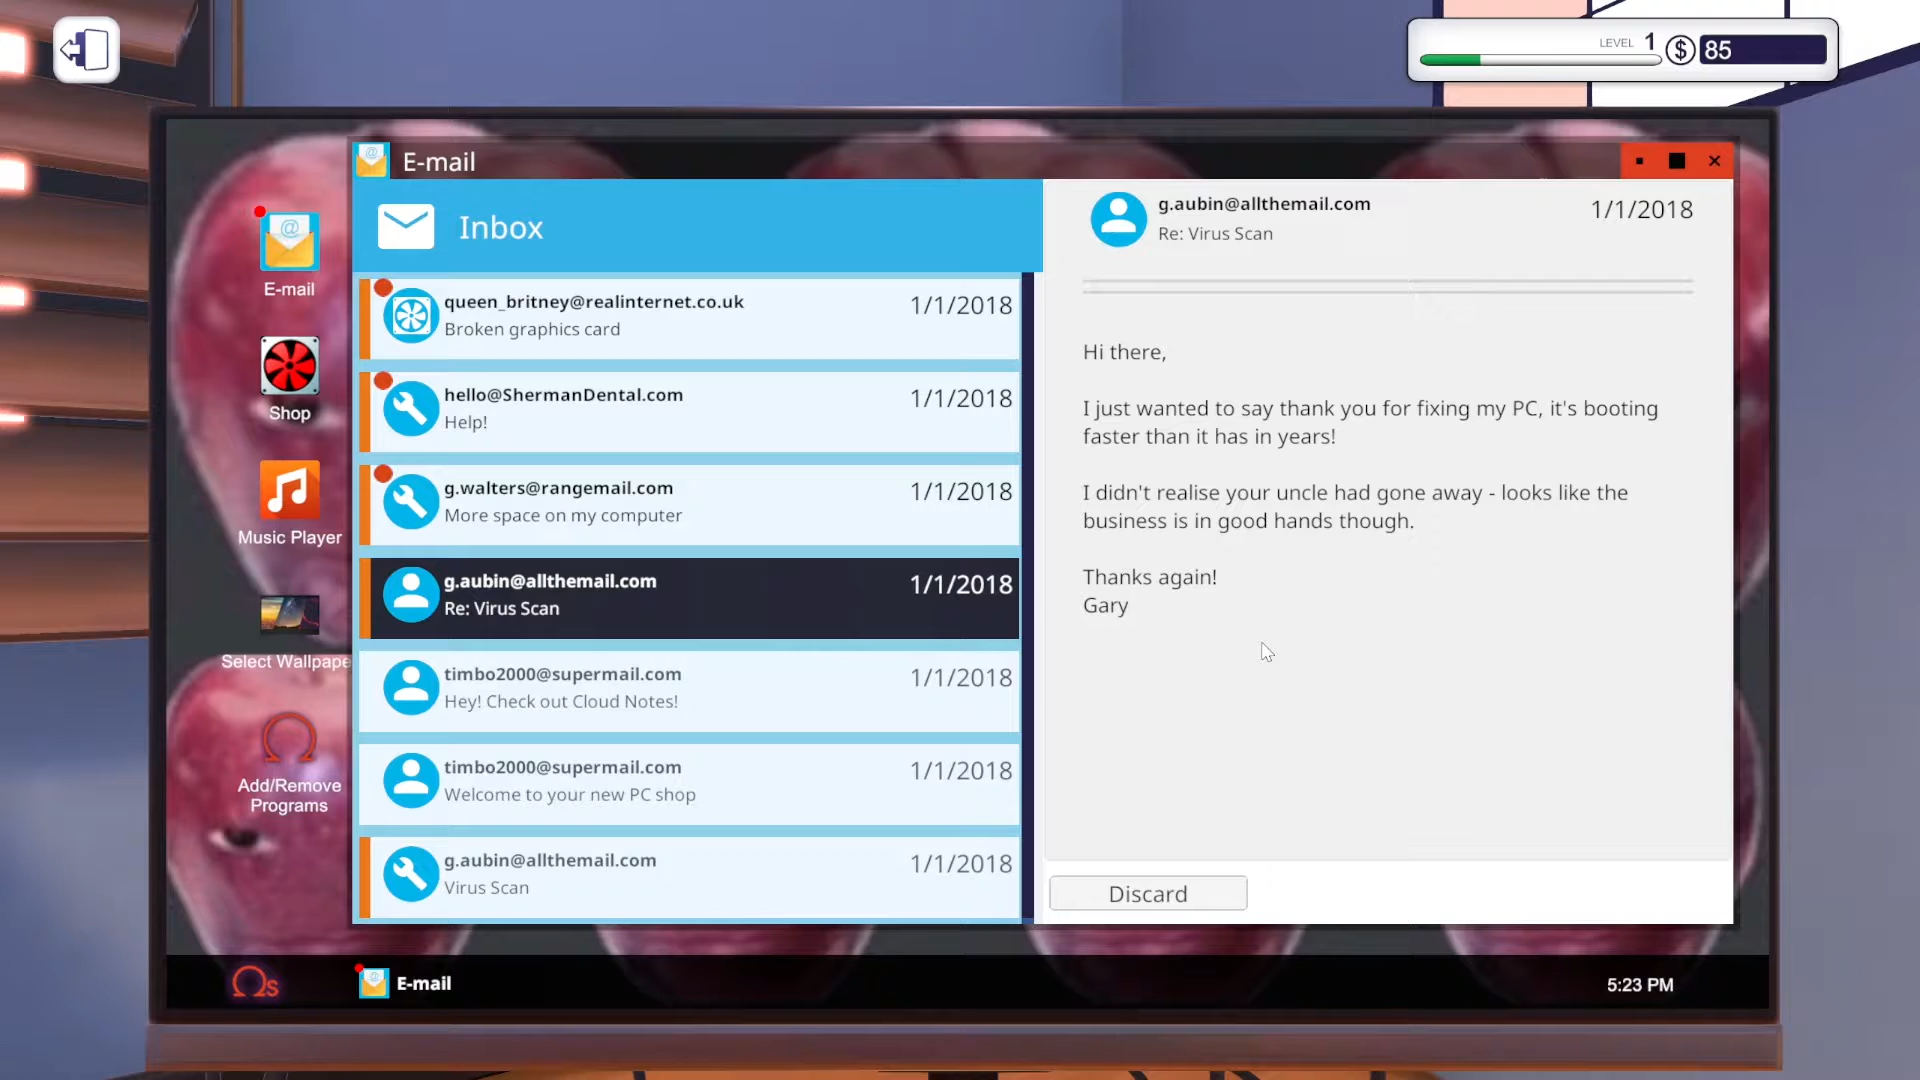 LEVEL 1
$ 85
E-mail
Inbox
g.aubin@allthemail.com
1/1/2018
Re: Virus Scan
queen_britney@realinternet.co.uk
1/1/2018
Broken graphics card
hello@ShermanDental.com
1/1/2018
Help!
g.walters@rangemail.com
1/1/2018
More space on my computer
g.aubin@allthemail.com
1/1/2018
Re: Virus Scan
timbo2000@supermail.com
1/1/2018
Hey! Check out Cloud Notes!
timbo2000@supermail.com
1/1/2018
Welcome to your new PC shop
g.aubin@allthemail.com
1/1/2018
Virus Scan
Hi there,
I just wanted to say thank you for fixing my PC, it's booting
faster than it has in years!
I didn't realise your uncle had gone away - looks like the
business is in good hands though.
Thanks again!
Gary
Discard
E-mail
Shop
Music Player
Select Wallpape
Add/Remove
Programs
Ωs
E-mail
5:23 PM